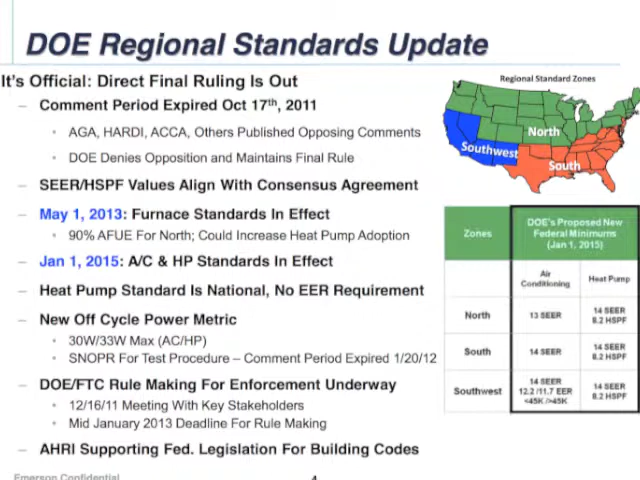 DOE Regional Standards Update
It's Official: Direct Final Ruling Is Out
– Comment Period Expired Oct 17th, 2011
• AGA, HARDI, ACCA, Others Published Opposing Comments
• DOE Denies Opposition and Maintains Final Rule
– SEER/HSPF Values Align With Consensus Agreement
– May 1, 2013: Furnace Standards In Effect
• 90% AFUE For North; Could Increase Heat Pump Adoption
– Jan 1, 2015: A/C & HP Standards In Effect
– Heat Pump Standard Is National, No EER Requirement
– New Off Cycle Power Metric
• 30W/33W Max (AC/HP)
• SNOPR For Test Procedure – Comment Period Expired 1/20/12
– DOE/FTC Rule Making For Enforcement Underway
• 12/16/11 Meeting With Key Stakeholders
• Mid January 2013 Deadline For Rule Making
– AHRI Supporting Fed. Legislation For Building Codes
Regional Standard Zones
North
Southwest
South
Zones
DOE's Proposed New
Federal Minimums
(Jan 1, 2015)
Air
Conditioning
Heat Pump
North
13 SEER
14 SEER
8.2 HSPF
South
14 SEER
14 SEER
8.2 HSPF
Southwest
14 SEER
12.2 /11.7 EER
<45K />45K
14 SEER
8.2 HSPF
Emerson Confidential
4